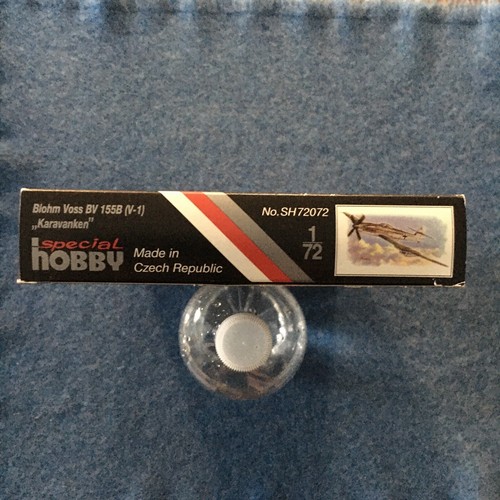 Blohm Voss BV 155B (V-1)
„Karavanken”
special
hobby
Made in
Czech Republic
No.SH72072
1
72